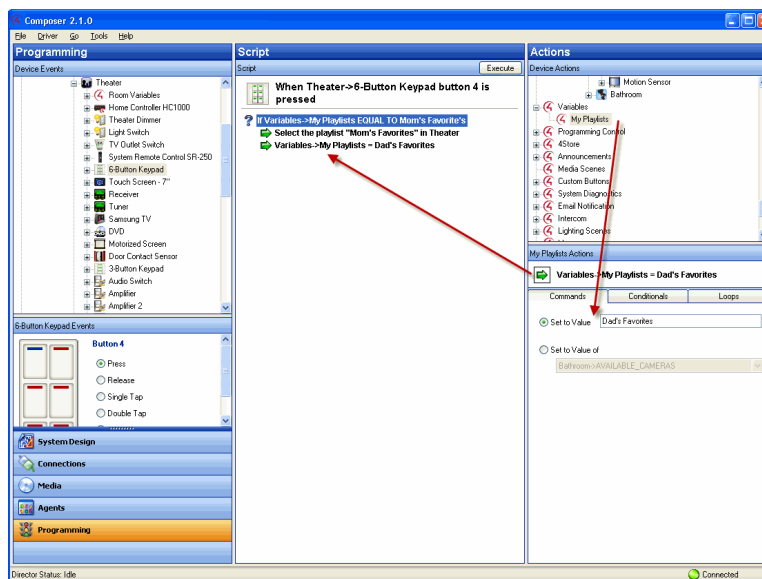 Composer 2.1.0
File Driver Go Tools Help
Programming
Device Events
Theater
Room Variables
Home Controller HC1000
Theater Dimmer
Light Switch
TV Outlet Switch
System Remote Control SR-250
6-Button Keypad
Touch Screen - 7"
Receiver
Tuner
Samsung TV
DVD
Motorized Screen
Door Contact Sensor
3-Button Keypad
Audio Switch
Amplifier
Amplifier 2
6-Button Keypad Events
Button 4
Press
Release
Single Tap
Double Tap
System Design
Connections
Media
Agents
Programming
Director Status: Idle
Script
Script
Execute
When Theater->6-Button Keypad button 4 is
pressed
If Variables->My Playlists EQUAL TO Mom's Favorite's
Select the playlist "Mom's Favorites" in Theater
Variables->My Playlists = Dad's Favorites
Actions
Device Actions
Motion Sensor
Bathroom
Variables
My Playlists
Programming Control
4Store
Announcements
Media Scenes
Custom Buttons
System Diagnostics
Email Notification
Intercom
Lighting Scenes
My Playlists Actions
Variables->My Playlists = Dad's Favorites
Commands Conditionals Loops
Set to Value Dad's Favorites
Set to Value of
Bathroom->AVAILABLE_CAMERAS
Connected